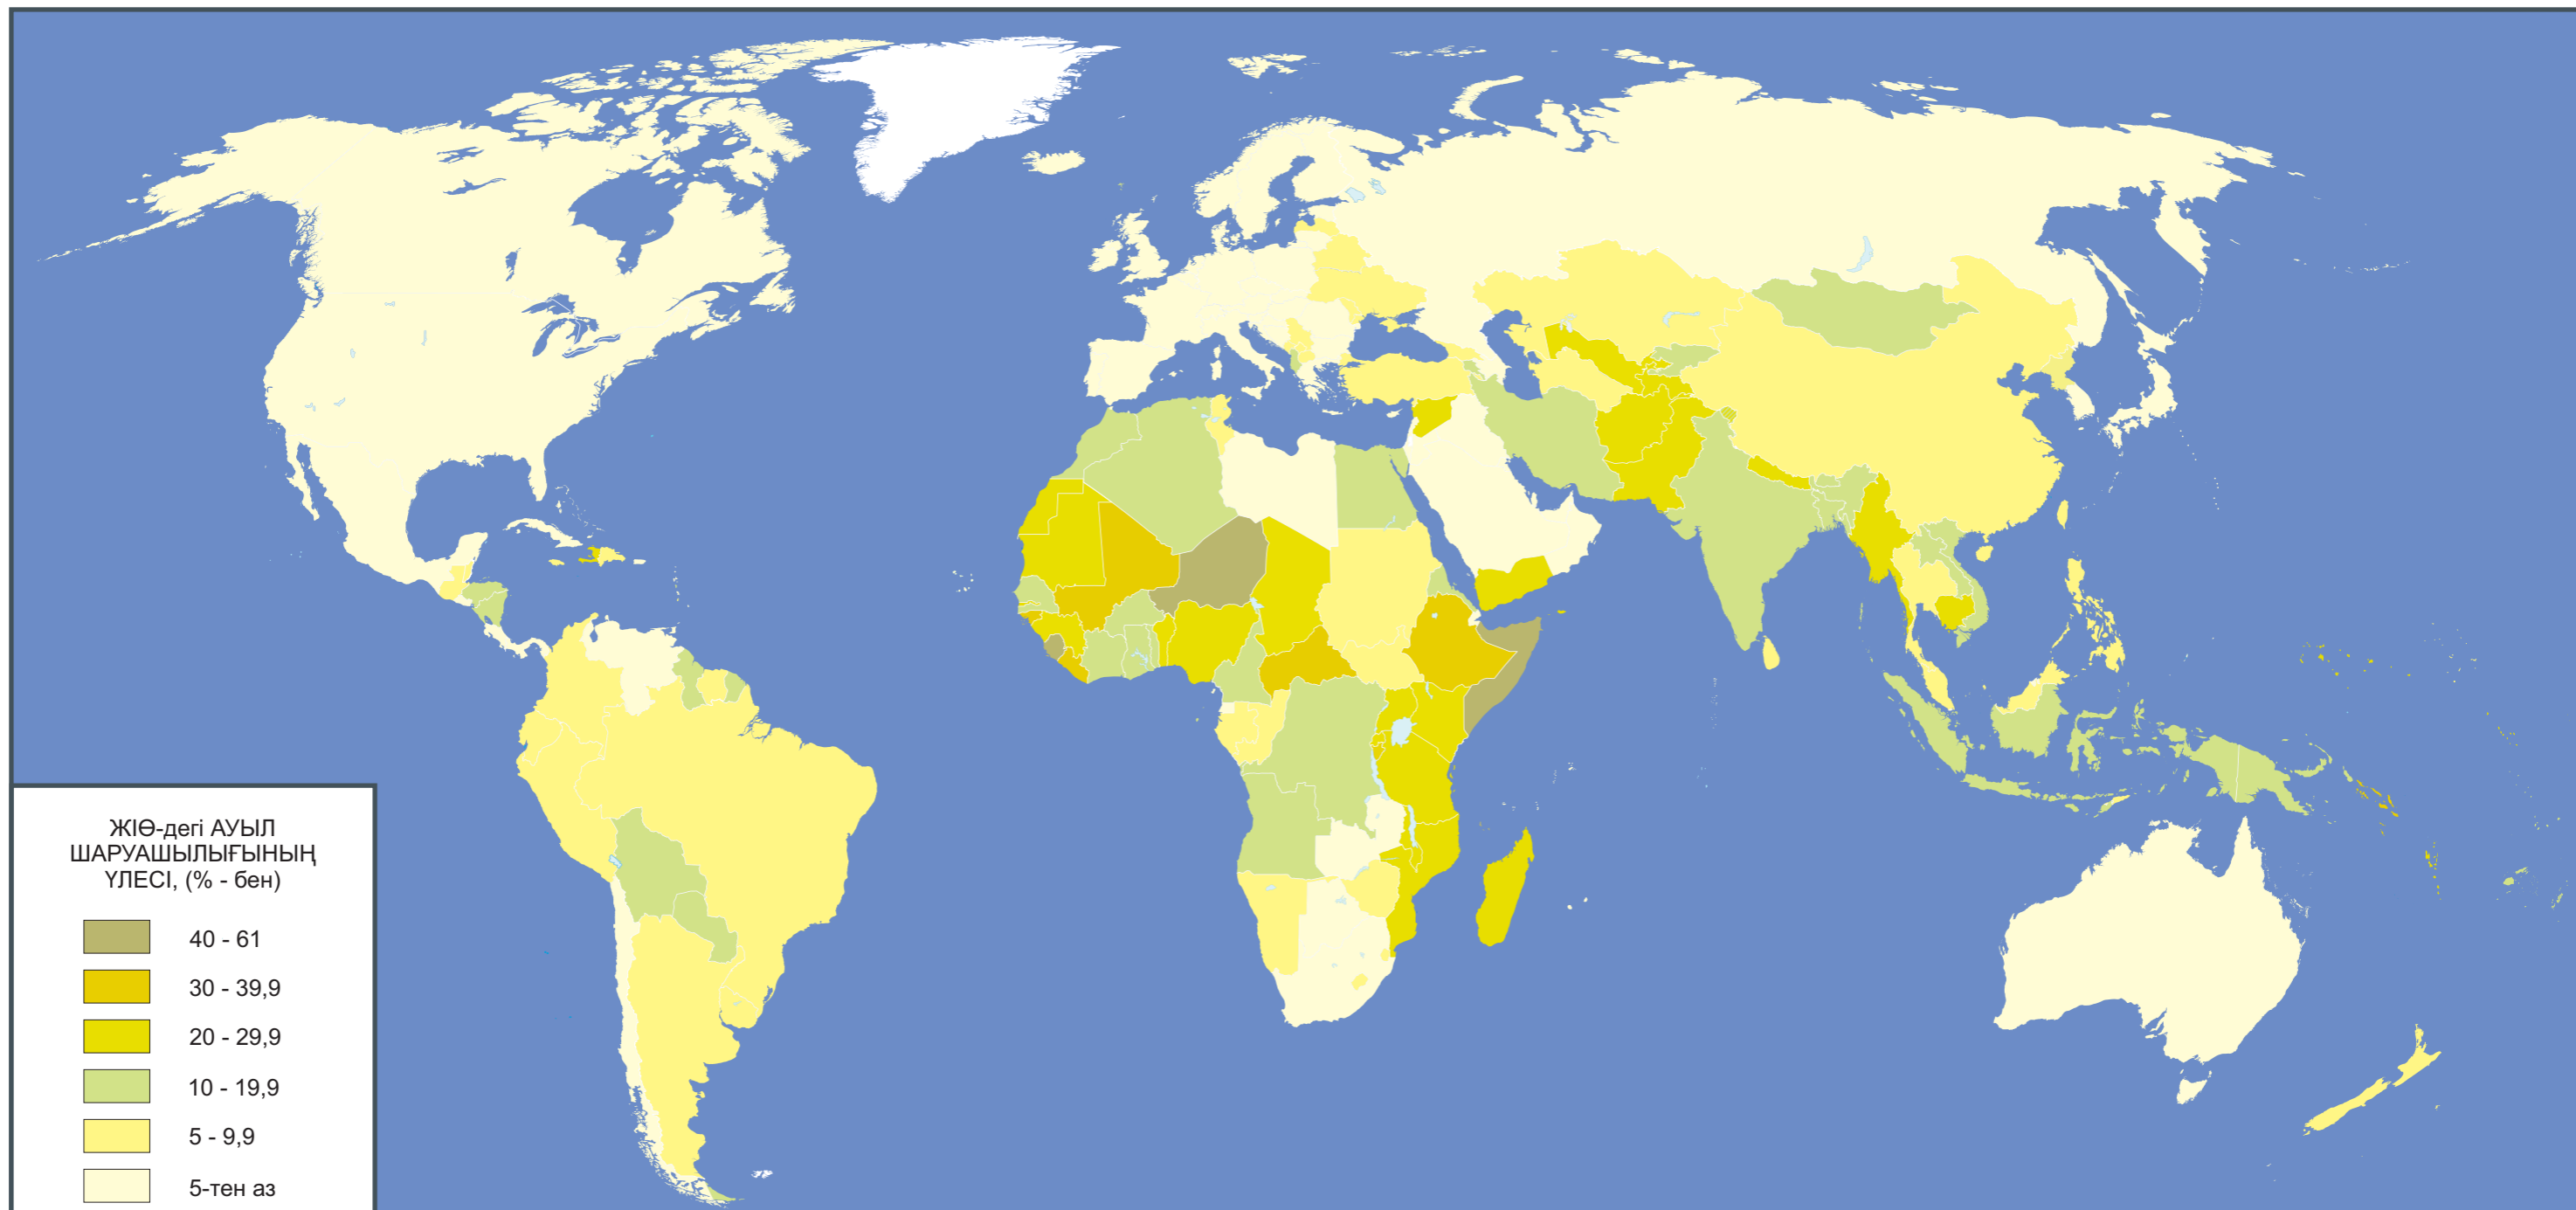 ЖІӨ-дегі АУЫЛ
ШАРУАШЫЛЫҒЫНЫҢ
ҮЛЕСІ, (% - бен)
40 - 61
30 - 39,9
20 - 29,9
10 - 19,9
5 - 9,9
5-тен аз